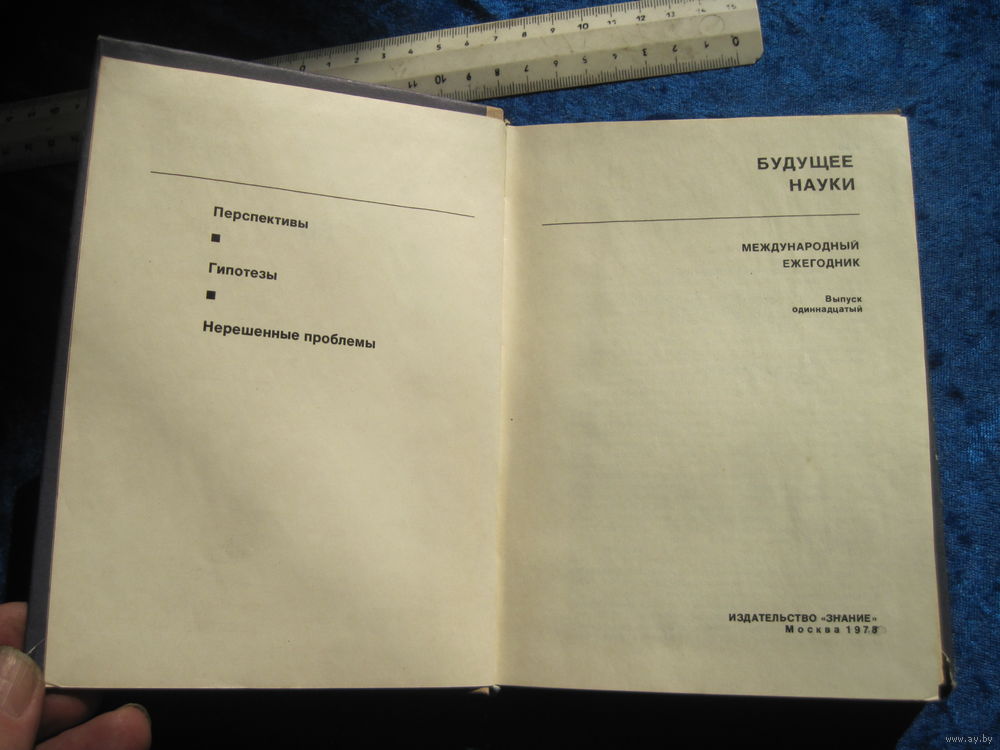 Перспективы
Гипотезы
Нерешенные проблемы
БУДУЩЕЕ
НАУКИ
МЕЖДУНАРОДНЫЙ
ЕЖЕГОДНИК
Выпуск
одиннадцатый
ИЗДАТЕЛЬСТВО «ЗНАНИЕ»
Москва 1978
www.ay.by